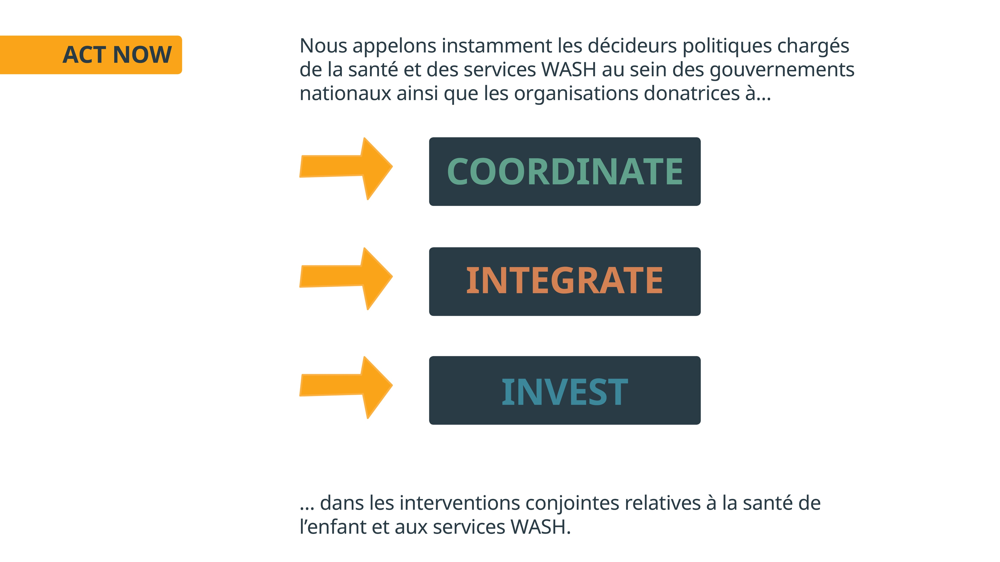 ACT NOW
Nous appelons instamment les décideurs politiques chargés
de la santé et des services WASH au sein des gouvernements
nationaux ainsi que les organisations donatrices à…
COORDINATE
INTEGRATE
INVEST
… dans les interventions conjointes relatives à la santé de
l’enfant et aux services WASH.